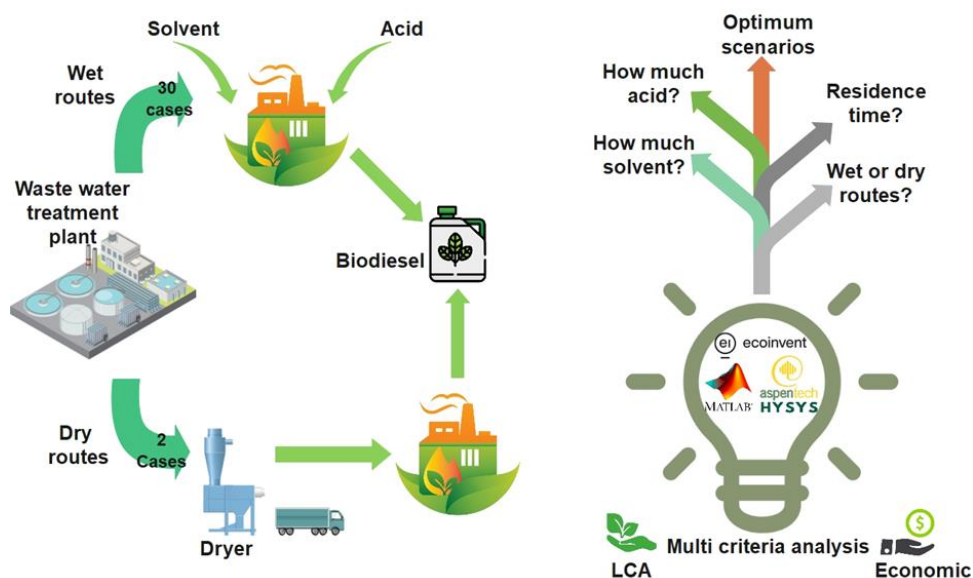 Solvent
Acid
Wet
routes
30
cases
Waste water
treatment
plant
Biodiesel
Dry
routes
2
Cases
Dryer
Optimum
scenarios
How much
acid?
Residence
time?
How much
solvent?
Wet or dry
routes?
ei ecoinvent
MATLAB®
aspentech
HYSYS
Multi criteria analysis
LCA
$
Economic